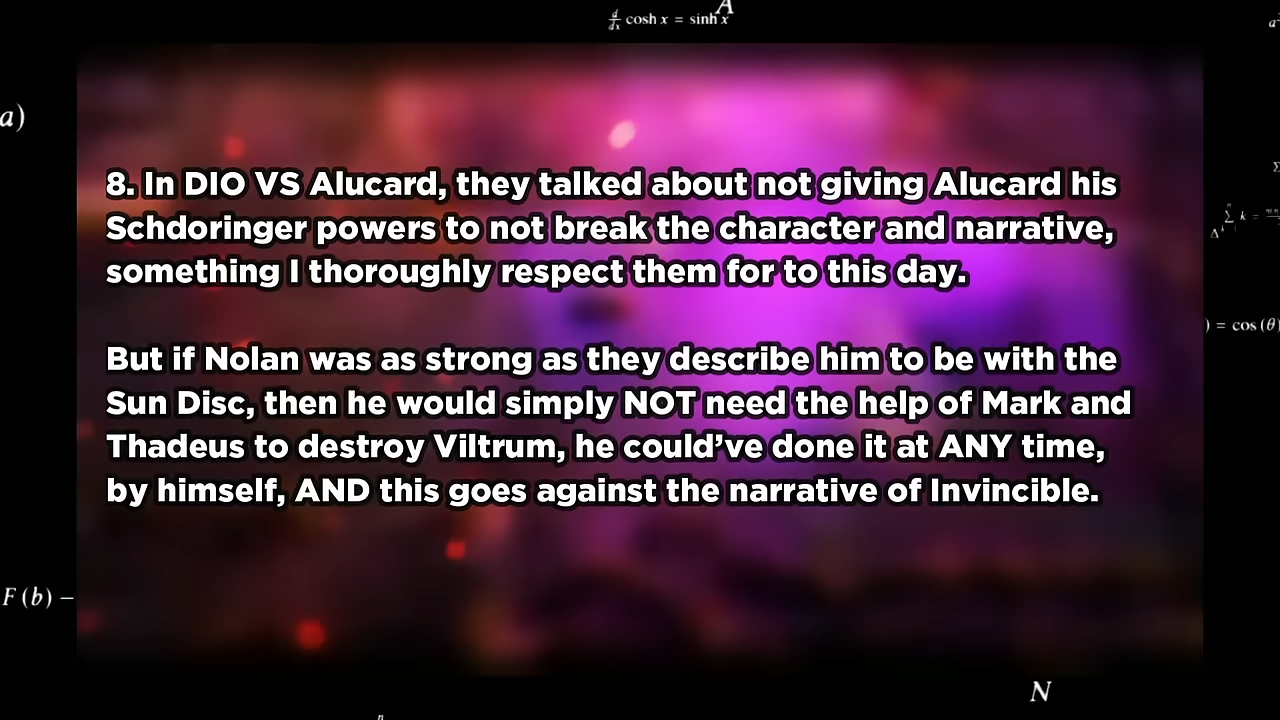 d/dx cosh x = sinh x
A
a)
8. In DIO VS Alucard, they talked about not giving Alucard his
Schdoringer powers to not break the character and narrative,
something I thoroughly respect them for to this day.
But if Nolan was as strong as they describe him to be with the
Sun Disc, then he would simply NOT need the help of Mark and
Thadeus to destroy Viltrum, he could've done it at ANY time,
by himself, AND this goes against the narrative of Invincible.
) = cos (θ)
F (b) –
N